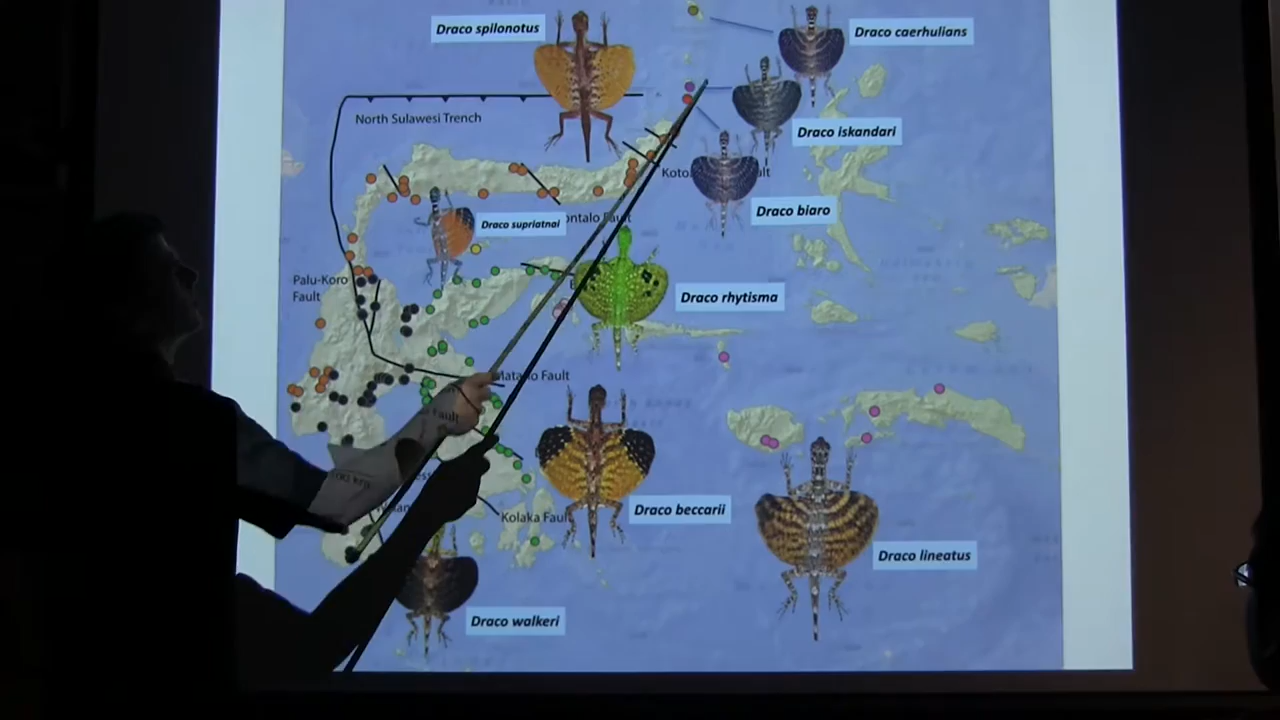 Draco spilonotus
Draco caerhulians
North Sulawesi Trench
Draco iskandari
Draco biaro
Draco supriatnai
Palu-Koro
Fault
Draco rhytisma
Fault
Draco beccarii
Kolaka Fault
Draco lineatus
Draco walkeri